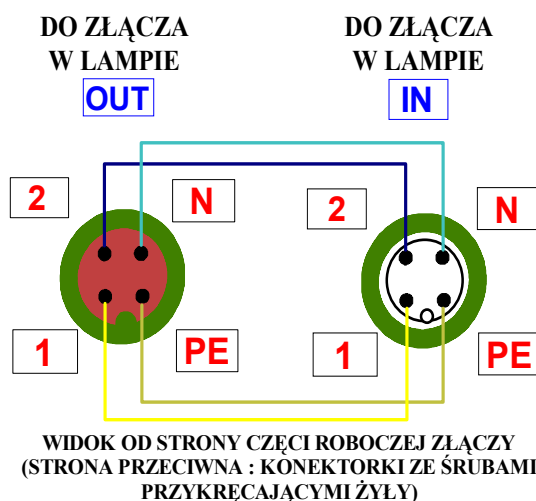 DO ZŁĄCZA
W LAMPIE
OUT
DO ZŁĄCZA
W LAMPIE
IN
2
N
2
N
1
PE
1
PE
WIDOK OD STRONY CZĘCI ROBOCZEJ ZŁĄCZY
(STRONA PRZECIWNA : KONEKTORKI ZE ŚRUBAMI
PRZYKRĘCAJĄCYMI ŻYŁY)